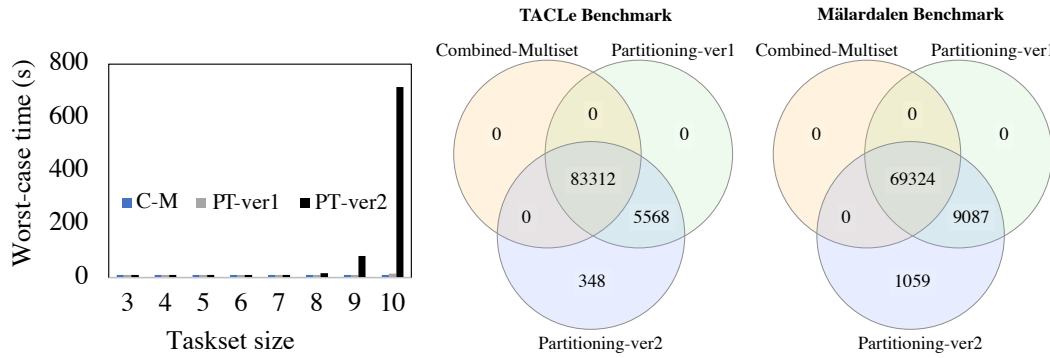 Worst-case time (s)
800
600
400
200
0
C-M PT-ver1 PT-ver2
3 4 5 6 7 8 9 10
Taskset size
TACLe Benchmark
Combined-Multiset Partitioning-ver1
0
0 0
83312
0 5568
348
Partitioning-ver2
Mälardalen Benchmark
Combined-Multiset Partitioning-ver1
0
0 0
69324
0 9087
1059
Partitioning-ver2